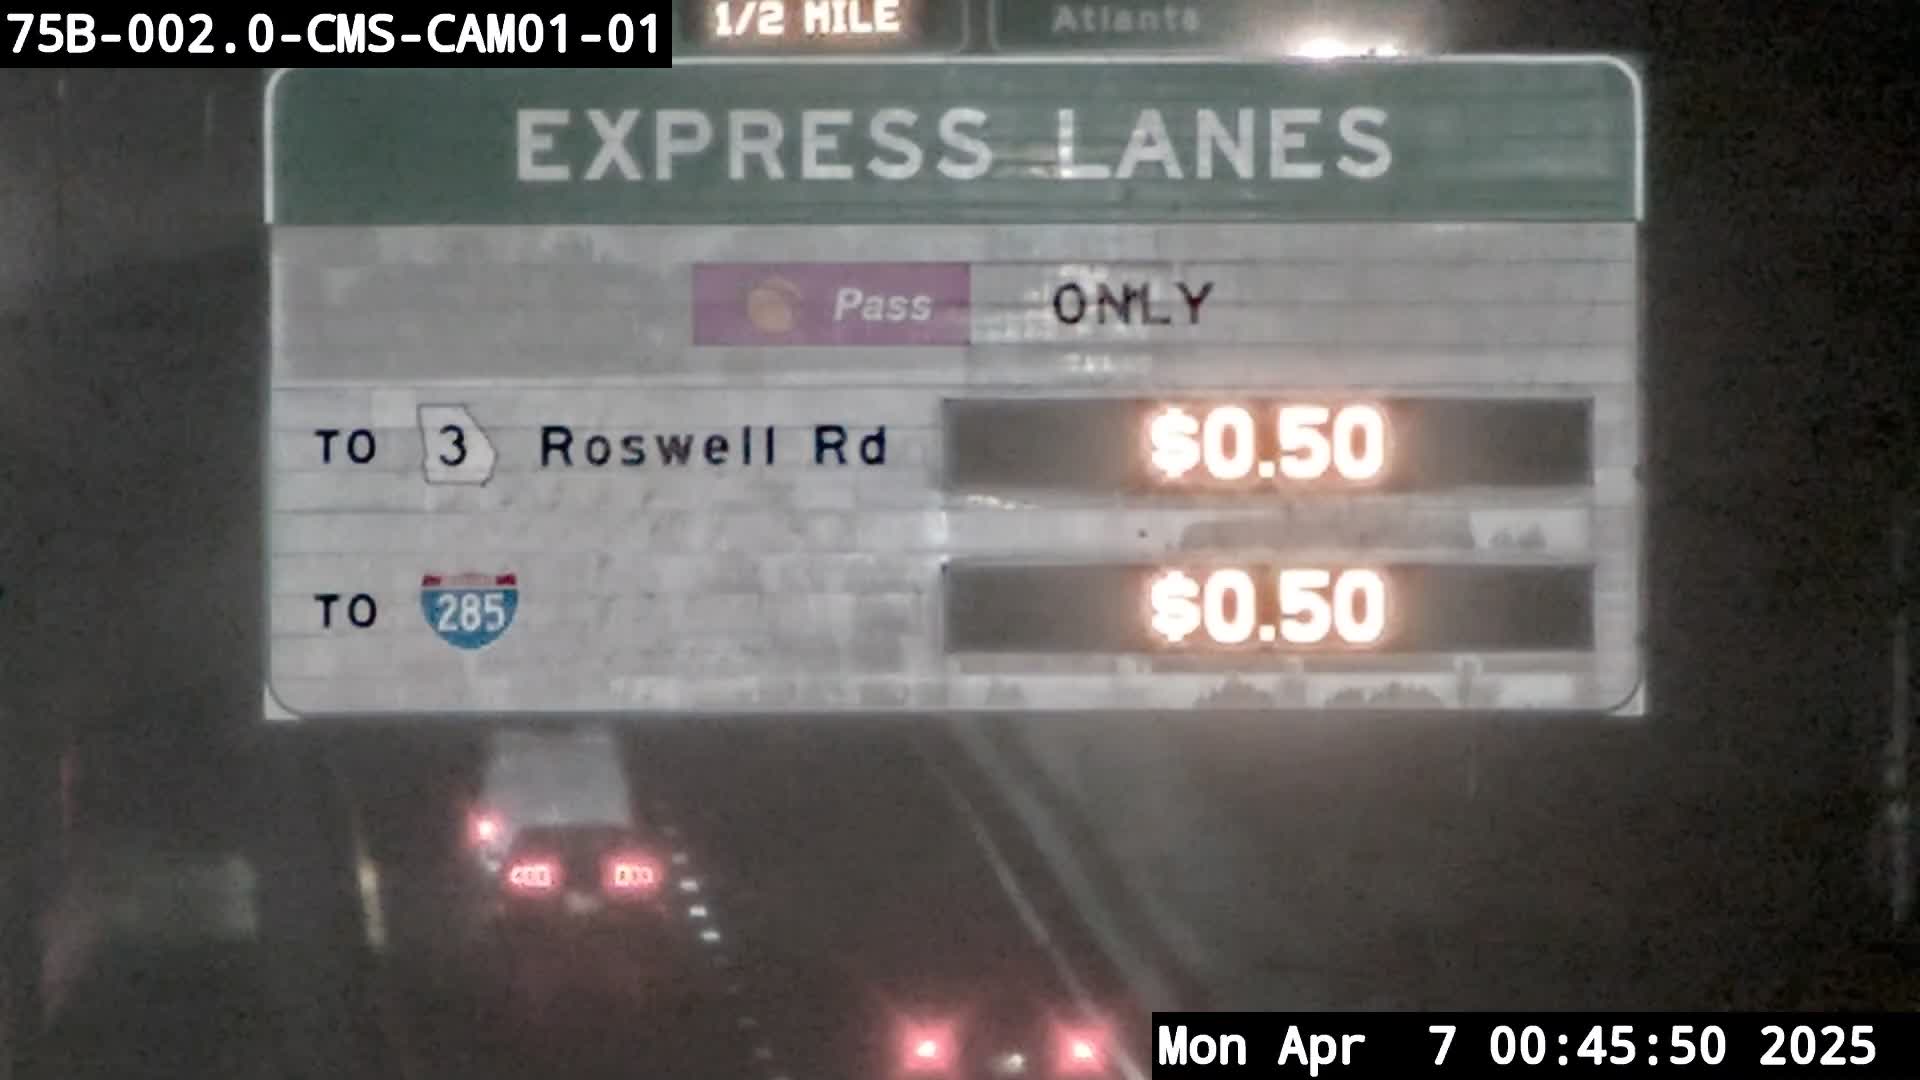 75B-002.0-CMS-CAM01-01
1/2 MILE
Atlanta
EXPRESS LANES
Pass ONLY
TO 3 Roswell Rd $0.50
TO 285 $0.50
Mon Apr 7 00:45:50 2025